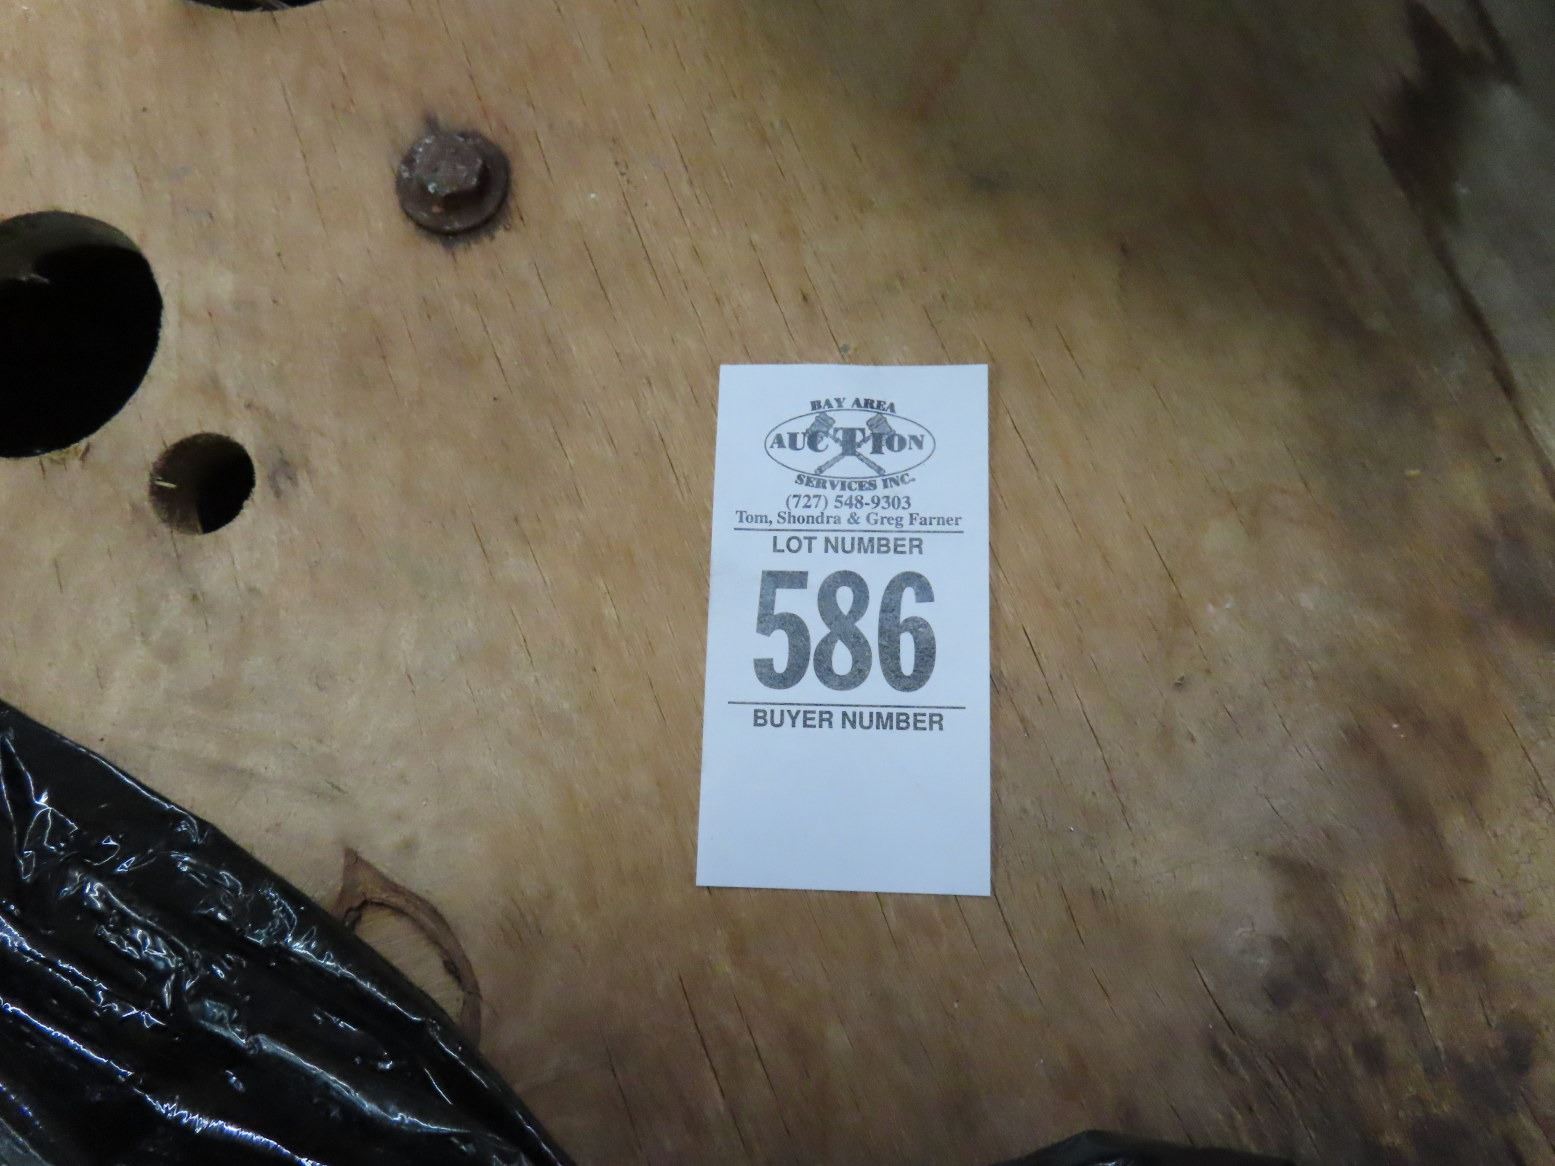 BAY AREA
AUCTION
SERVICES INC.
(727) 548-9303
Tom, Shondra & Greg Farner
LOT NUMBER
586
BUYER NUMBER